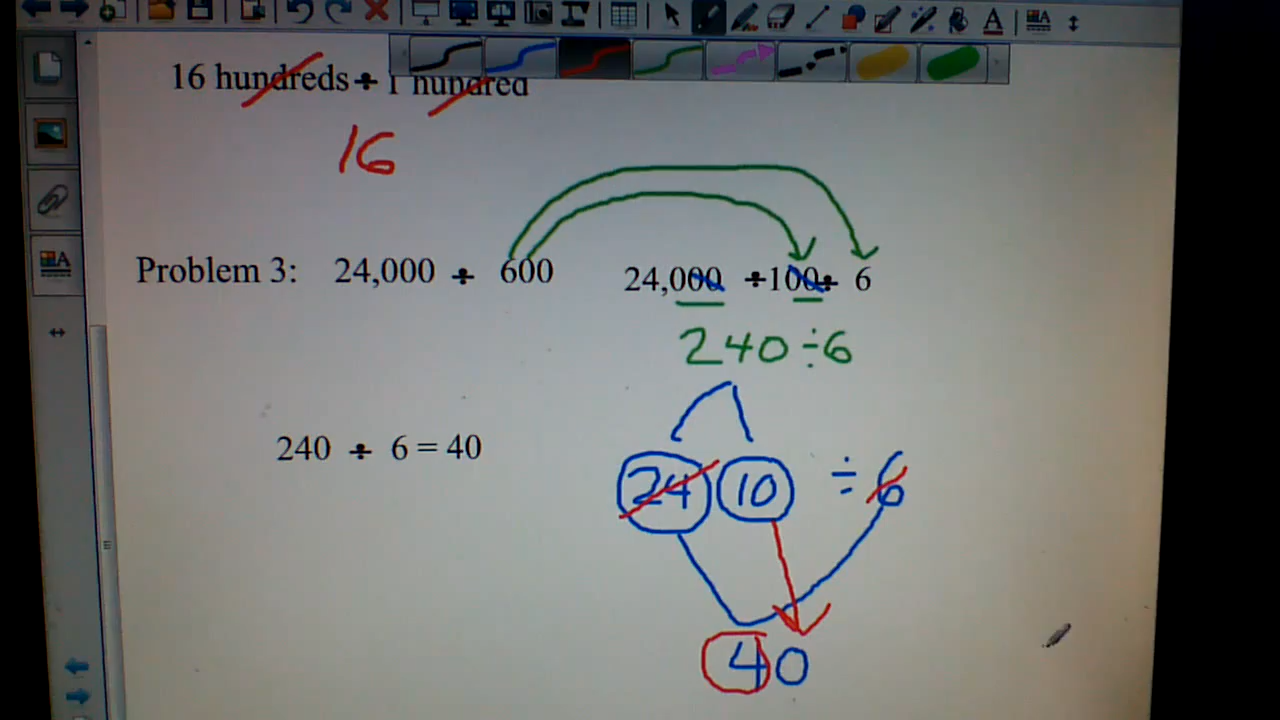 16 hundreds ÷ 1 hundred
16
Problem 3: 24,000 ÷ 600 24,000 ÷100÷ 6
240÷6
240 ÷ 6 = 40
24 10 ÷ 6
40